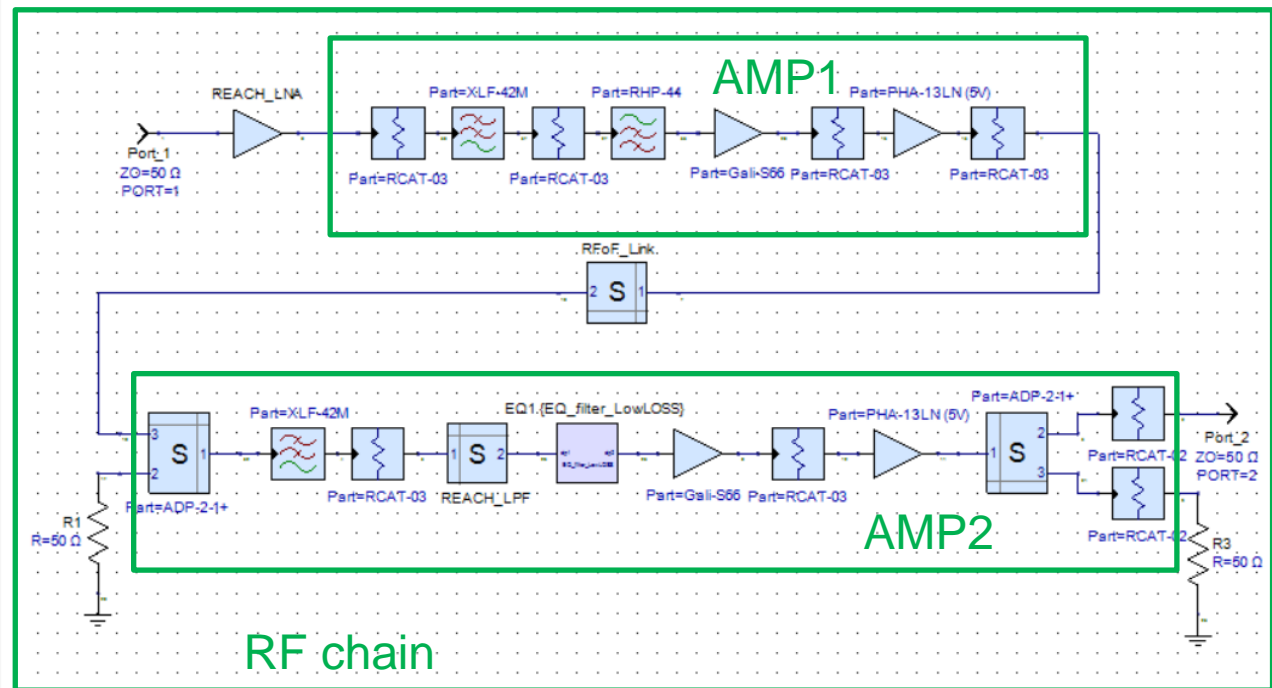 AMP1
REACH_LNA
Part=XLF-42M
Part=RHP-44
Part=PHA-13LN (5V)
Port_1
ZO=50 Ω
PORT=1
Part=RCAT-03
Part=RCAT-03
Part=Gali-S66
Part=RCAT-03
Part=RCAT-03
RFoF_Link
2 S 1
Part=XLF-42M
EQ1.{EQ_filter_LowLOSS}
Part=PHA-13LN (5V)
Part=ADP-2-1+
3
S 1
2
1 S 2
2
1 S
3
Port_2
ZO=50 Ω
PORT=2
Part=RCAT-02
Part=ADP-2-1+
Part=RCAT-03
REACH_LPF
Part=Gali-S66
Part=RCAT-03
Part=RCAT-02
R1
R=50 Ω
R3
R=50 Ω
AMP2
RF chain